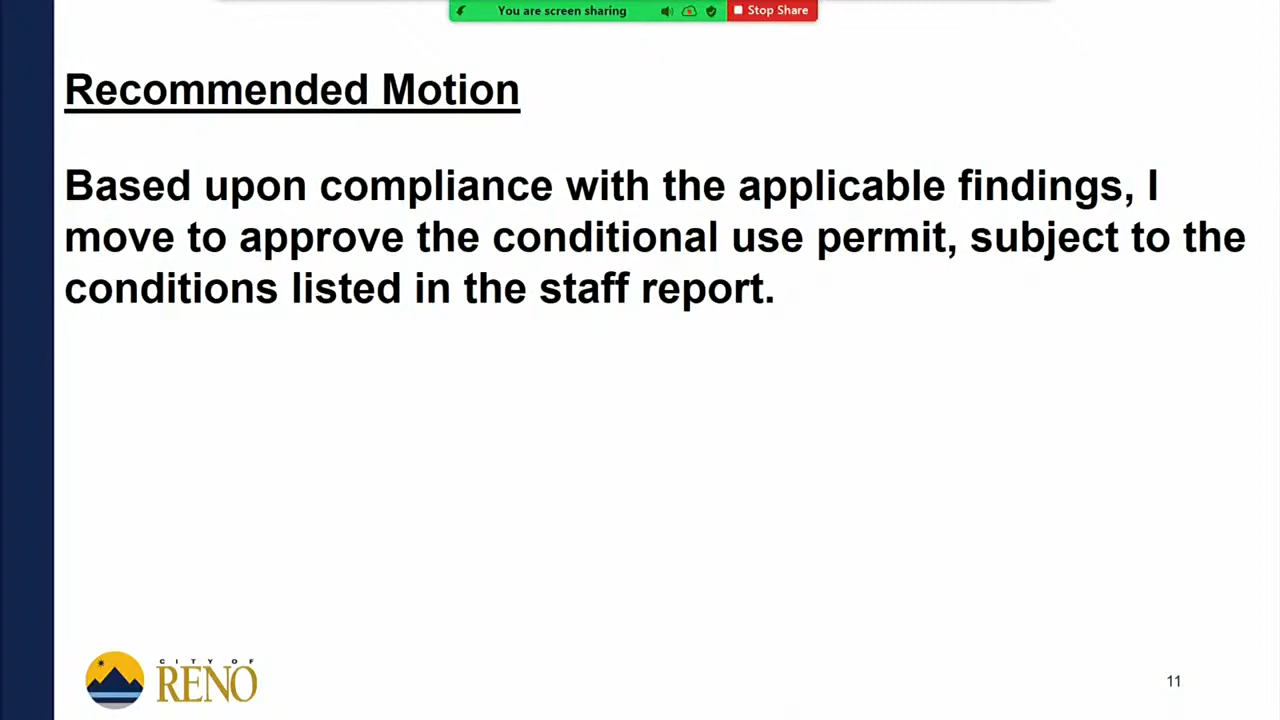 You are screen sharing
Stop Share
Recommended Motion
Based upon compliance with the applicable findings, I
move to approve the conditional use permit, subject to the
conditions listed in the staff report.
CITY OF
RENO
11